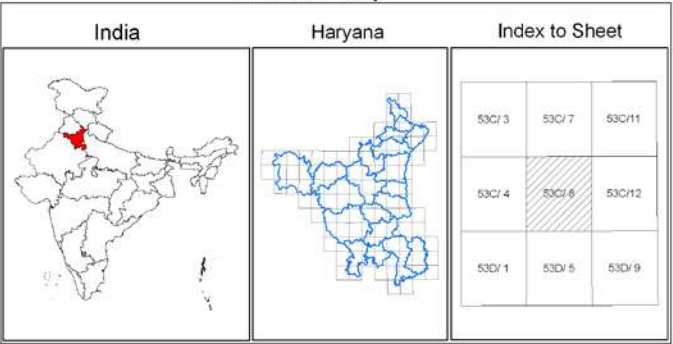 India
Haryana
Index to Sheet
53C/ 3 53C/ 7 53C/11
53C/ 4 53C/ 8 53C/12
53D/ 1 53D/ 5 53D/ 9